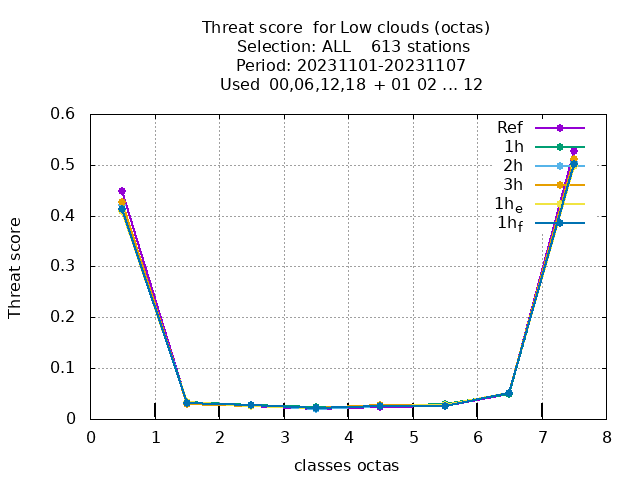 Threat score  for Low clouds (octas)
Selection: ALL    613 stations
Period: 20231101-20231107
Used  00,06,12,18  + 01 02 ... 12
Threat score
0.6
0.5
0.4
0.3
0.2
0.1
0
Ref
1h
2h
3h
1h_e
1h_f
0 1 2 3 4 5 6 7 8
classes octas